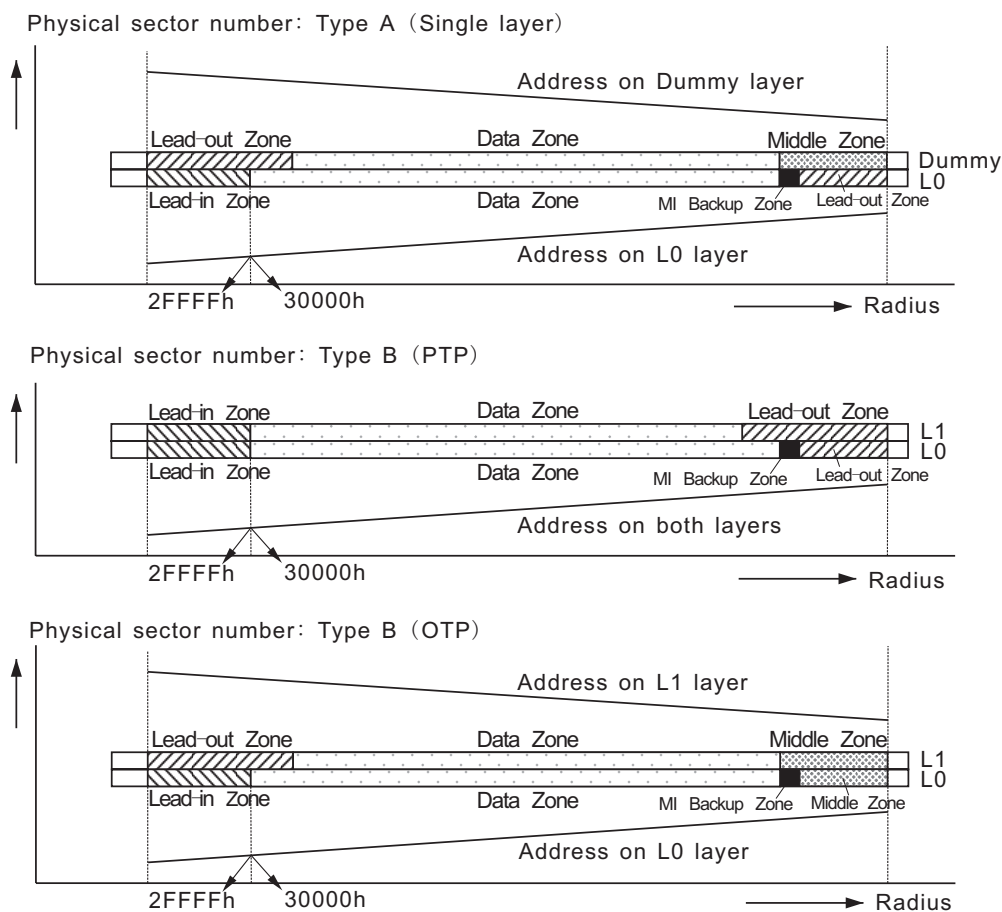 Physical sector number: Type A (Single layer)
Address on Dummy layer
Lead-out Zone Data Zone Middle Zone
Dummy
L0
Lead-in Zone Data Zone MI Backup Zone Lead-out Zone
Address on L0 layer
2FFFFh 30000h
Radius
Physical sector number: Type B (PTP)
Lead-in Zone Data Zone Lead-out Zone
L1
L0
Lead-in Zone Data Zone MI Backup Zone Lead-out Zone
Address on both layers
2FFFFh 30000h
Radius
Physical sector number: Type B (OTP)
Address on L1 layer
Lead-out Zone Data Zone Middle Zone
L1
L0
Lead-in Zone Data Zone MI Backup Zone Middle Zone
Address on L0 layer
2FFFFh 30000h
Radius